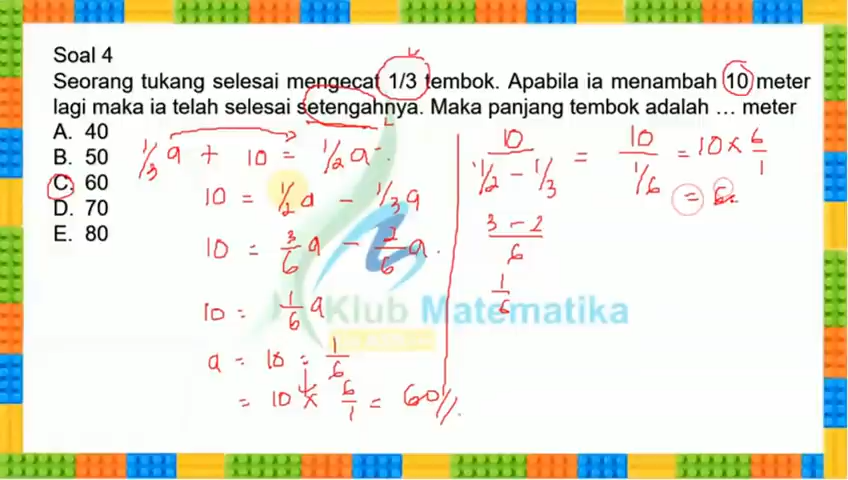 Soal 4
Seorang tukang selesai mengecat 1/3 tembok. Apabila ia menambah 10 meter
lagi maka ia telah selesai setengahnya. Maka panjang tembok adalah ... meter
A. 40
B. 50
C. 60
D. 70
E. 80
1/3 a + 10 = 1/2 a
10 = 1/2 a - 1/3 a
10 = 3/6 a - 2/6 a
10 = 1/6 a
a = 10 : 1/6
= 10 × 6/1 = 60 //
10 / (1/2 - 1/3) = 10 / (1/6) = 10 × 6/1
=
3 - 2 / 6
1/6
Klub Matematika